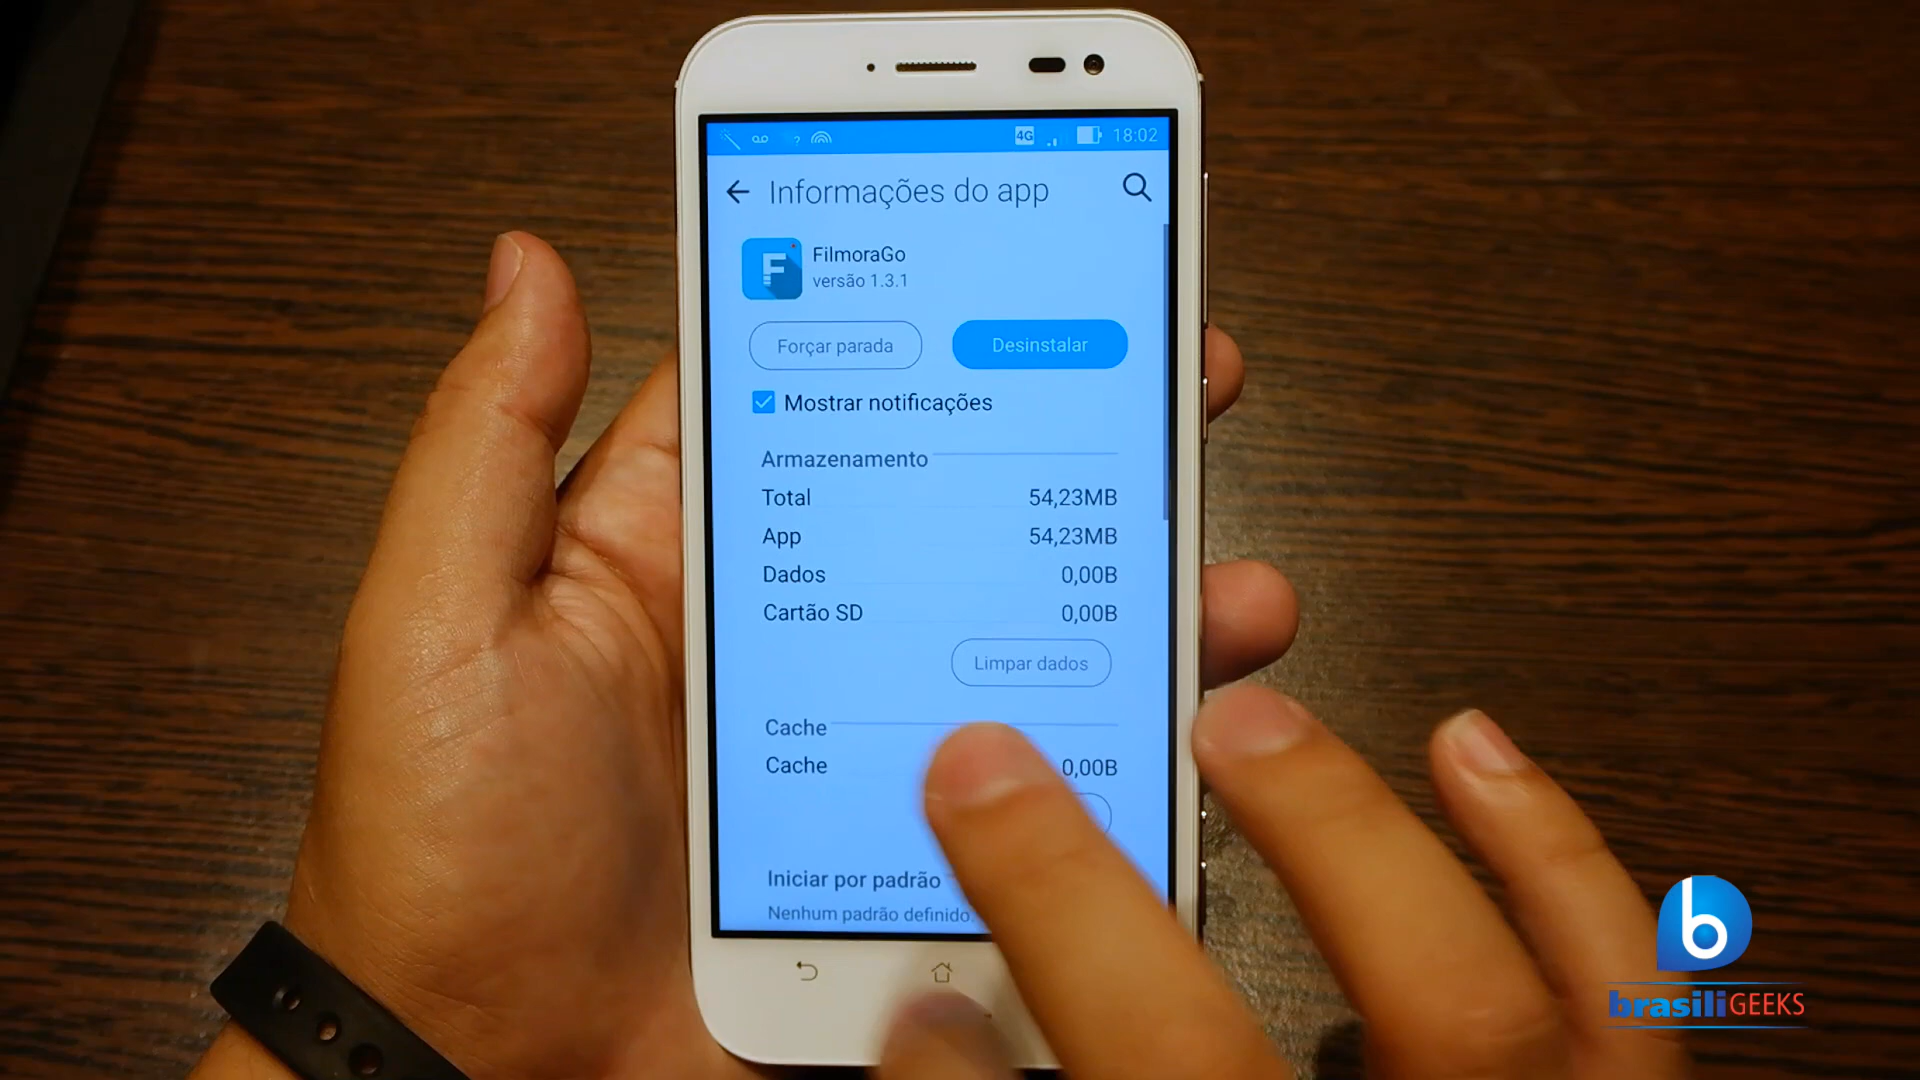 4G 18:02
Informações do app
FilmoraGo
versão 1.3.1
Forçar parada Desinstalar
Mostrar notificações
Armazenamento
Total 54,23MB
App 54,23MB
Dados 0,00B
Cartão SD 0,00B
Limpar dados
Cache
Cache 0,00B
Iniciar por padrão
Nenhum padrão definido.
b
brasiliGEEKS